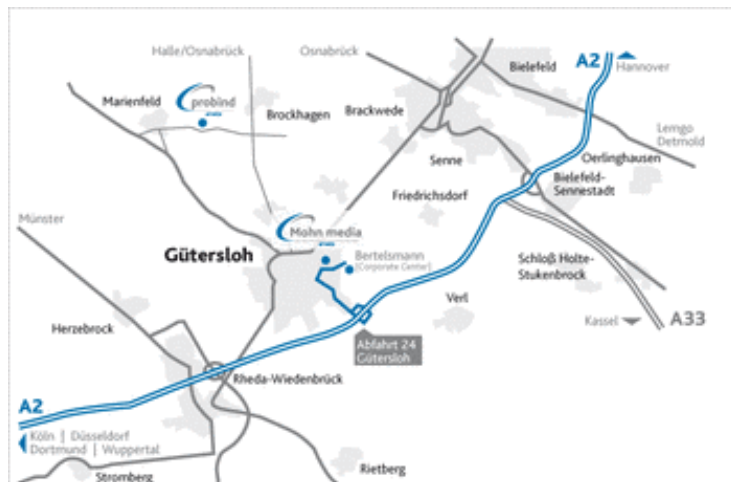 Halle/Osnabrück
Osnabrück
A2
Hannover
Bielefeld
Marienfeld
probind
Brockhagen
Brackwede
Lemgo
Detmold
Senne
Oerlinghausen
Bielefeld-
Sennestadt
Friedrichsdorf
Münster
Mohn media
Gütersloh
Bertelsmann
(Corporate Center)
Schloß Holte-
Stukenbrock
Verl
Herzebrock
Kassel
A33
Abfahrt 24
Gütersloh
Rheda-Wiedenbrück
A2
Köln | Düsseldorf
Dortmund | Wuppertal
Stromberg
Rietberg